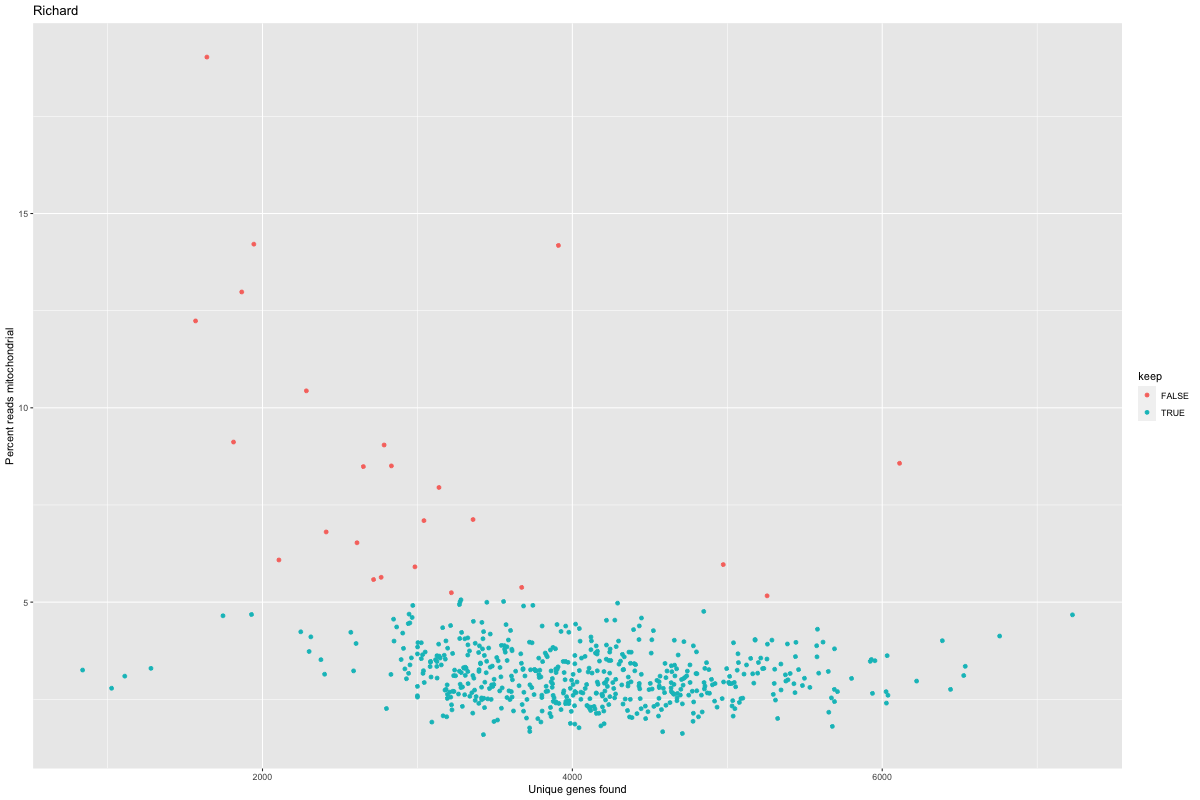 Richard
Percent reads mitochondrial
15
10
5
2000
4000
6000
Unique genes found
keep
FALSE
TRUE